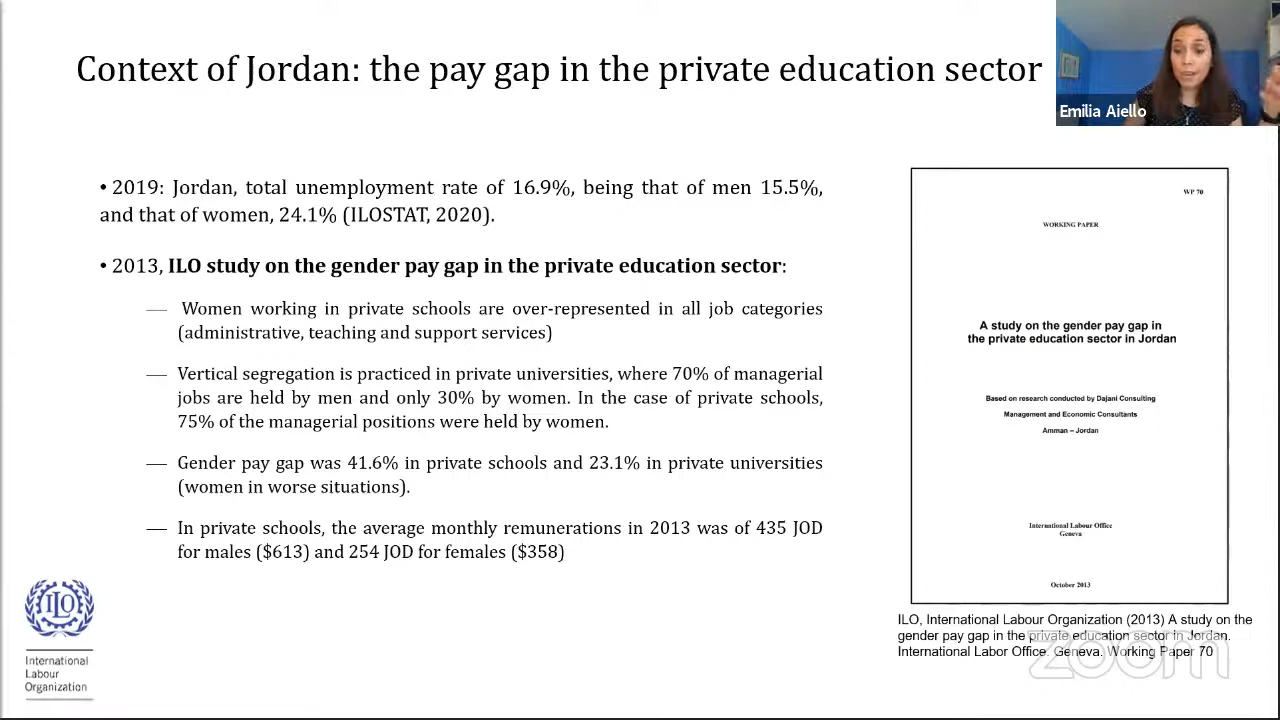 Context of Jordan: the pay gap in the private education sector
Emilia Aiello
• 2019: Jordan, total unemployment rate of 16.9%, being that of men 15.5%,
and that of women, 24.1% (ILOSTAT, 2020).
• 2013, ILO study on the gender pay gap in the private education sector:
— Women working in private schools are over-represented in all job categories
(administrative, teaching and support services)
— Vertical segregation is practiced in private universities, where 70% of managerial
jobs are held by men and only 30% by women. In the case of private schools,
75% of the managerial positions were held by women.
— Gender pay gap was 41.6% in private schools and 23.1% in private universities
(women in worse situations).
— In private schools, the average monthly remunerations in 2013 was of 435 JOD
for males ($613) and 254 JOD for females ($358)
WP 70
WORKING PAPER
A study on the gender pay gap in
the private education sector in Jordan
Based on research conducted by Dajani Consulting
Management and Economic Consultants
Amman – Jordan
International Labour Office
Geneva
October 2013
ILO, International Labour Organization (2013) A study on the
gender pay gap in the private education sector in Jordan.
International Labor Office. Geneva. Working Paper 70
zoom
ILO
International
Labour
Organization